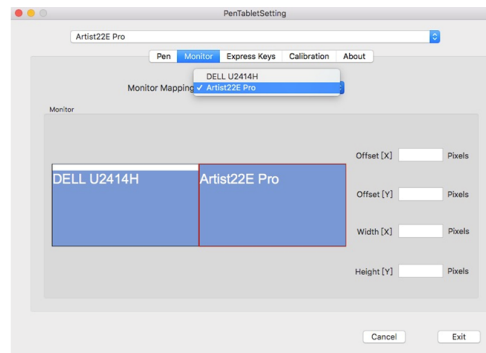 PenTabletSetting
Artist22E Pro
Pen Monitor Express Keys Calibration About
DELL U2414H
Monitor Mapping ✓ Artist22E Pro
Monitor
Offset [X] Pixels
DELL U2414H Artist22E Pro
Offset [Y] Pixels
Width [X] Pixels
Height [Y] Pixels
Cancel Exit